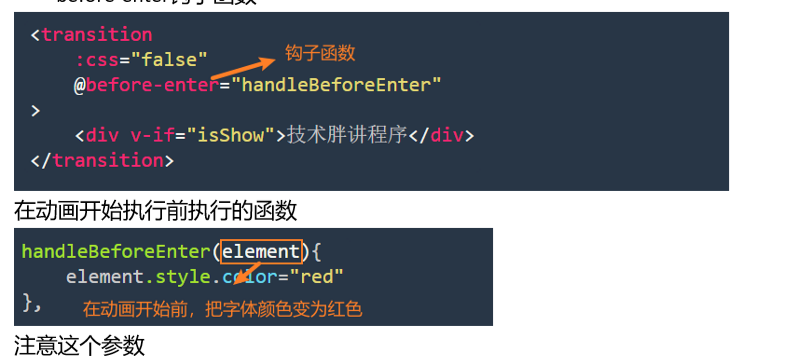 before-enter钩子函数
<transition
:css="false"
@before-enter="handleBeforeEnter"
钩子函数
>
<div v-if="isShow">技术胖讲程序</div>
</transition>
在动画开始执行前执行的函数
handleBeforeEnter(element){
element.style.color="red"
},
在动画开始前，把字体颜色变为红色
注意这个参数